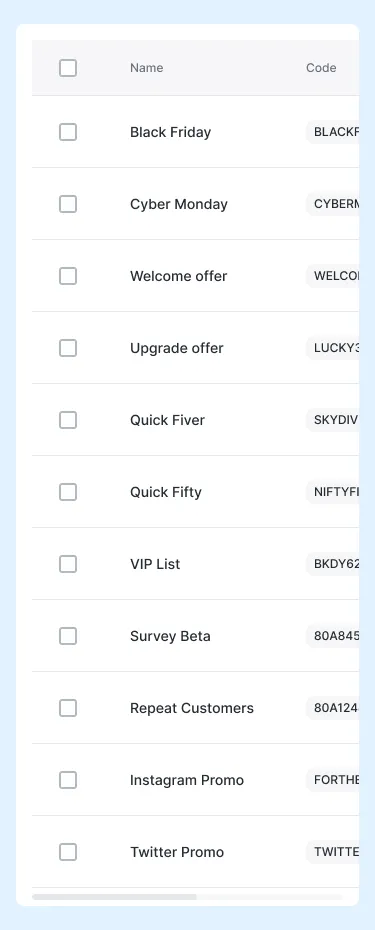 Name Code
Black Friday BLACKF
Cyber Monday CYBERM
Welcome offer WELCO
Upgrade offer LUCKY3
Quick Fiver SKYDIV
Quick Fifty NIFTYF
VIP List BKDY62
Survey Beta 80A845
Repeat Customers 80A124
Instagram Promo FORTHE
Twitter Promo TWITTE